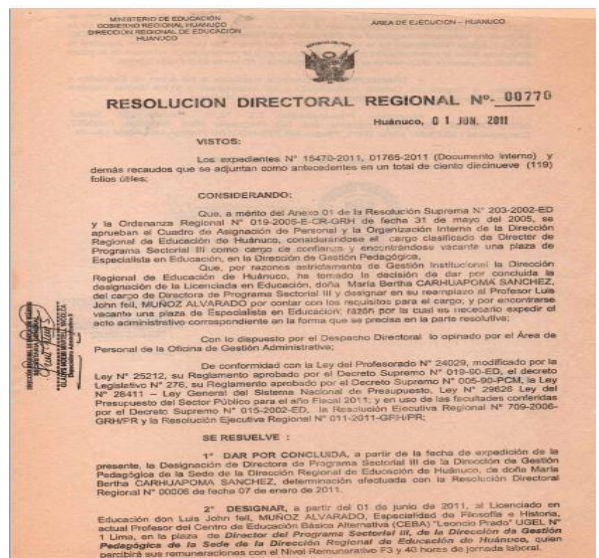 MINISTERIO DE EDUCACIÓN
GOBIERNO REGIONAL HUÁNUCO
DIRECCIÓN REGIONAL DE EDUCACIÓN
HUÁNUCO
ÁREA DE EJECUCIÓN – HUÁNUCO
RESOLUCION DIRECTORAL REGIONAL Nº. 00770
Huánuco, 01 JUN. 2011
VISTOS:
Los expedientes N° 15470-2011, 01765-2011 (Documento Interno) y
demás recaudos que se adjuntan como antecedentes en un total de ciento diecinueve (119)
folios útiles;
CONSIDERANDO:
Que, a mérito del Anexo 01 de la Resolución Suprema N° 203-2002-ED
y la Ordenanza Regional N° 019-2005-E-CR-GRH de fecha 31 de mayo del 2005, se
aprueban el Cuadro de Asignación de Personal y la Organización Interna de la Dirección
Regional de Educación de Huánuco, considerándose el cargo clasificado de Director de
Programa Sectorial III como cargo de confianza y encontrándose vacante una plaza de
Especialista en Educación, en la Dirección de Gestión Pedagógica,
Que, por razones estrictamente de Gestión Institucional la Dirección
Regional de Educación de Huánuco, ha tomado la decisión de dar por concluida la
designación de la Licenciada en Educación, doña María Bertha CARHUAPOMA SANCHEZ,
del cargo de Directora de Programa Sectorial III y designar en su reemplazo al Profesor Luis
John feil, MUÑOZ ALVARADO por contar con los requisitos para el cargo, y por encontrarse
vacante una plaza de Especialista en Educación; razón por la cual es necesario expedir el
acto administrativo correspondiente en la forma que se precisa en la parte resolutiva;
Con lo dispuesto por el Despacho Directoral lo opinado por el Área de
Personal de la Oficina de Gestión Administrativa;
De conformidad con la Ley del Profesorado N° 24029, modificado por la
Ley N° 25212, su Reglamento aprobado por el Decreto Supremo N° 019-90-ED, el decreto
Legislativo N° 276, su Reglamento aprobado por el Decreto Supremo N° 005-90-PCM, la Ley
N° 28411 – Ley General del Sistema Nacional de Presupuesto, Ley N° 29626 Ley del
Presupuesto del Sector Público para el año Fiscal 2011; y en uso de las facultades conferidas
por el Decreto Supremo N° 015-2002-ED, la Resolución Ejecutiva Regional N° 709-2006-
GRH/PR y la Resolución Ejecutiva Regional N° 011-2011-GRH/PR;
SE RESUELVE :
1° DAR POR CONCLUIDA, a partir de la fecha de expedición de la
presente, la Designación de Directora de Programa Sectorial III de la Dirección de Gestión
Pedagógica de la Sede de la Dirección Regional de Educación de Huánuco, de doña María
Bertha CARHUAPOMA SANCHEZ, determinación efectuada con la Resolución Directoral
Regional N° 00006 de fecha 07 de enero de 2011.
2° DESIGNAR, a partir del 01 de junio de 2011, al Licenciado en
Educación don Luis John feil, MUÑOZ ALVARADO, Especialidad de Filosofía e Historia,
actual Profesor del Centro de Educación Básica Alternativa (CEBA) "Leoncio Prado" UGEL N°
1 Lima, en la plaza de Director del Programa Sectorial III, de la Dirección de Gestión
Pedagógica de la Sede de la Dirección Regional de Educación de Huánuco, quien
percibirá sus remuneraciones con el Nivel Remunerativo F3 y 40 horas de jornada laboral.